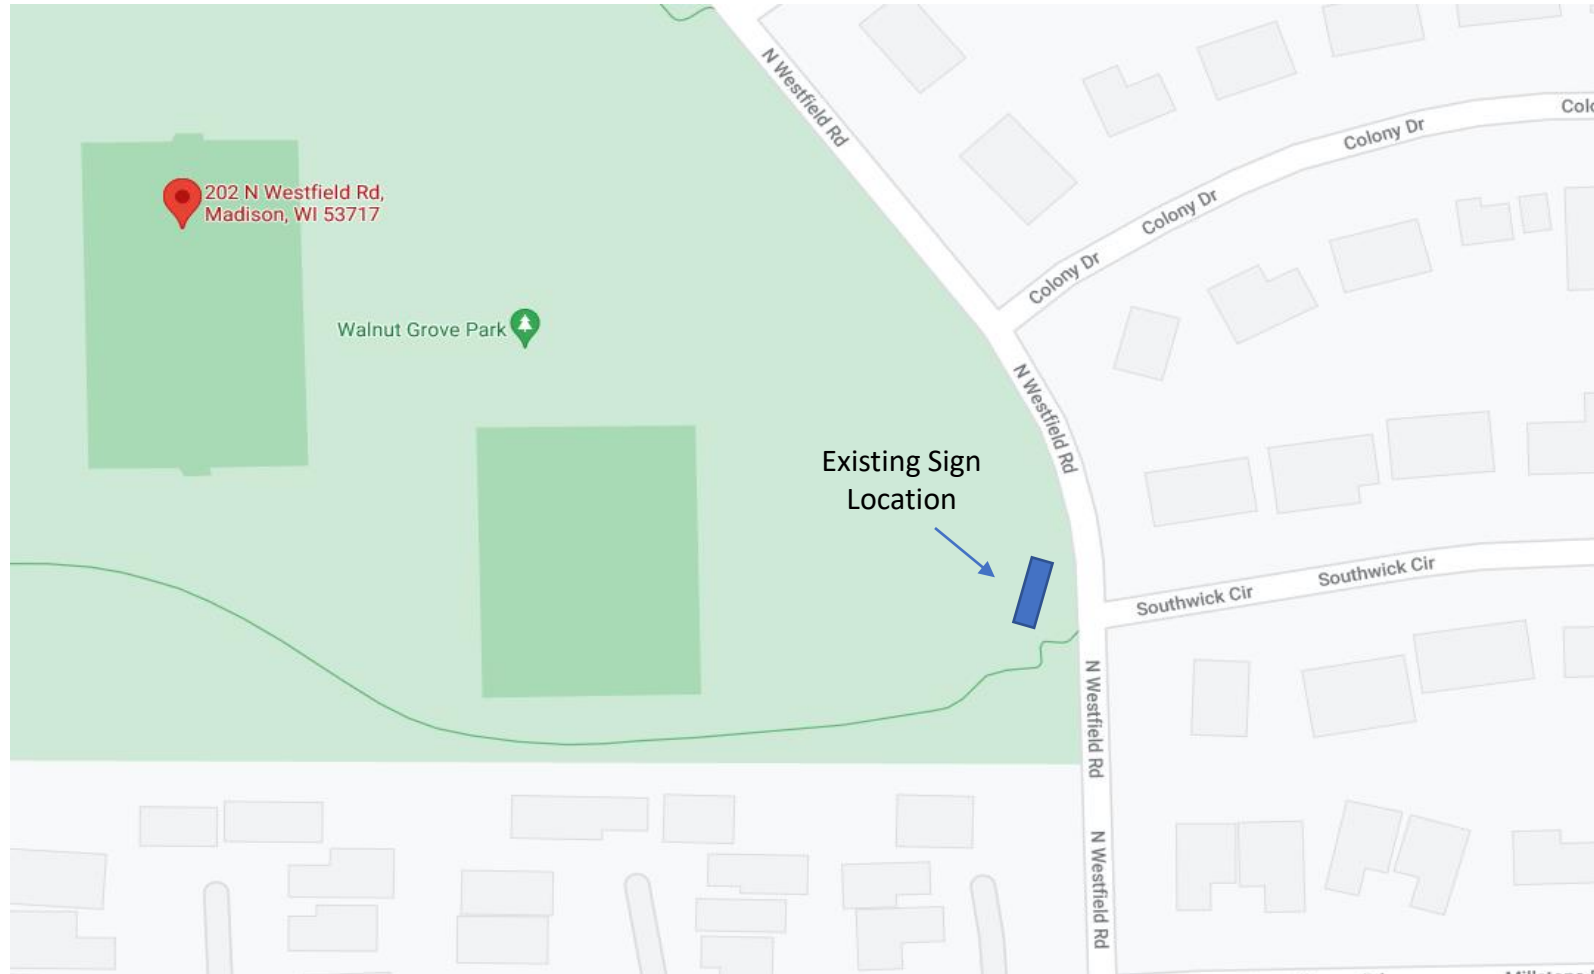 N Westfield Rd
Colo
Colony Dr
Colony Dr
Colony Dr
202 N Westfield Rd,
Madison, WI 53717
Walnut Grove Park
N Westfield Rd
Existing Sign
Location
Southwick Cir
Southwick Cir
N Westfield Rd
N Westfield Rd